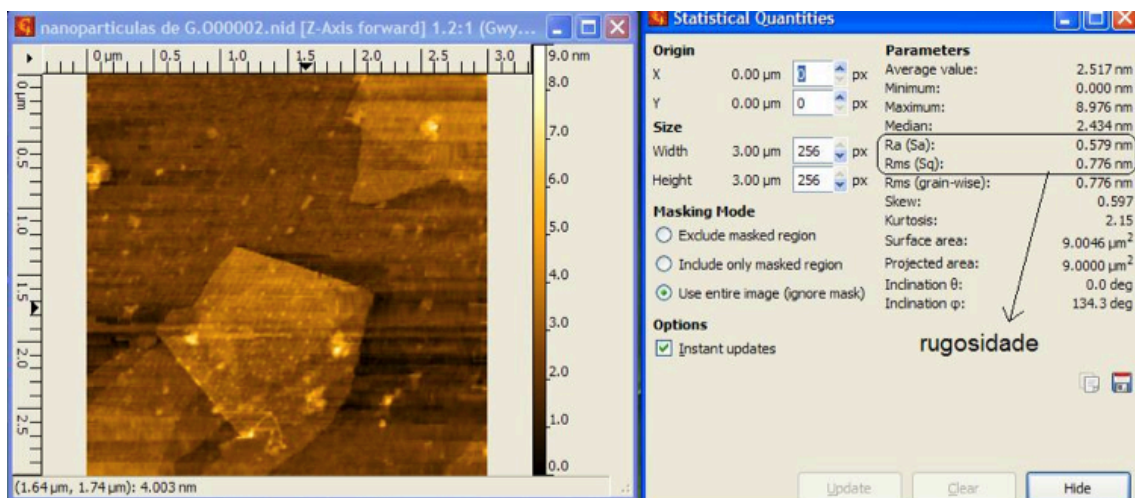 nanoparticulas de G.O00002.nid [Z-Axis forward] 1.2:1 (Gwy...
0 µm 0.5 1.0 1.5 2.0 2.5 3.0
0 µm
0.5
1.0
1.5
2.0
2.5
9.0 nm
8.0
7.0
6.0
5.0
4.0
3.0
2.0
1.0
0.0
(1.64 µm, 1.74 µm): 4.003 nm
Statistical Quantities
Origin
X 0.00 µm 0 px
Y 0.00 µm 0 px
Size
Width 3.00 µm 256 px
Height 3.00 µm 256 px
Masking Mode
Exclude masked region
Include only masked region
Use entire image (ignore mask)
Options
Instant updates
Parameters
Average value: 2.517 nm
Minimum: 0.000 nm
Maximum: 8.976 nm
Median: 2.434 nm
Ra (Sa): 0.579 nm
Rms (Sq): 0.776 nm
Rms (grain-wise): 0.776 nm
Skew: 0.597
Kurtosis: 2.15
Surface area: 9.0046 µm²
Projected area: 9.0000 µm²
Inclination θ: 0.0 deg
Inclination φ: 134.3 deg
rugosidade
Update Clear Hide